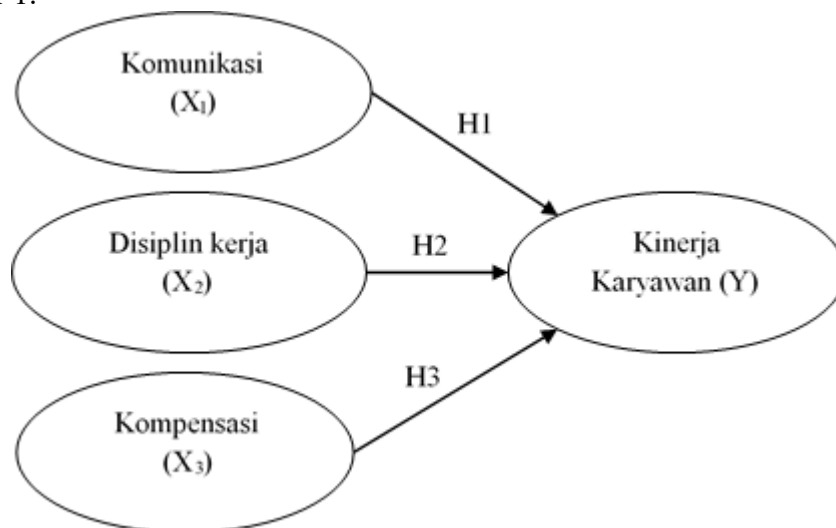 Komunikasi
(X₁)
H1
Disiplin kerja
(X₂)
H2
Kinerja
Karyawan (Y)
H3
Kompensasi
(X₃)